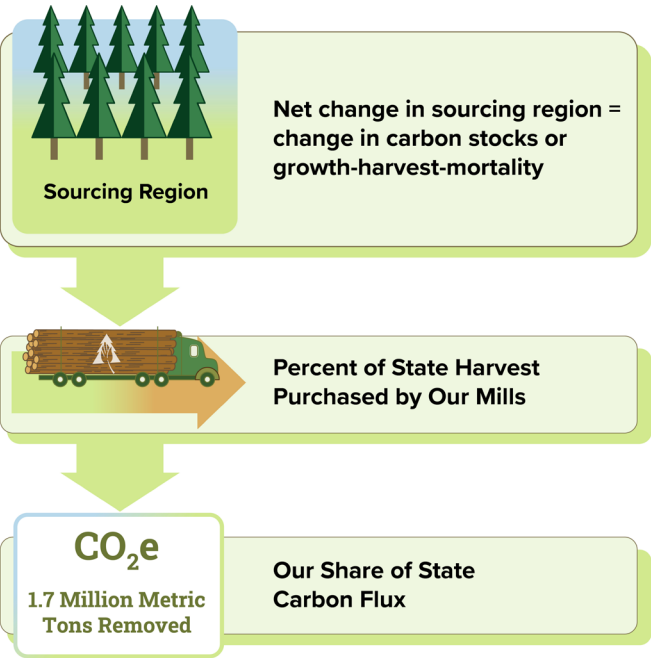 Sourcing Region
Net change in sourcing region =
change in carbon stocks or
growth-harvest-mortality
Percent of State Harvest
Purchased by Our Mills
CO₂e
1.7 Million Metric
Tons Removed
Our Share of State
Carbon Flux